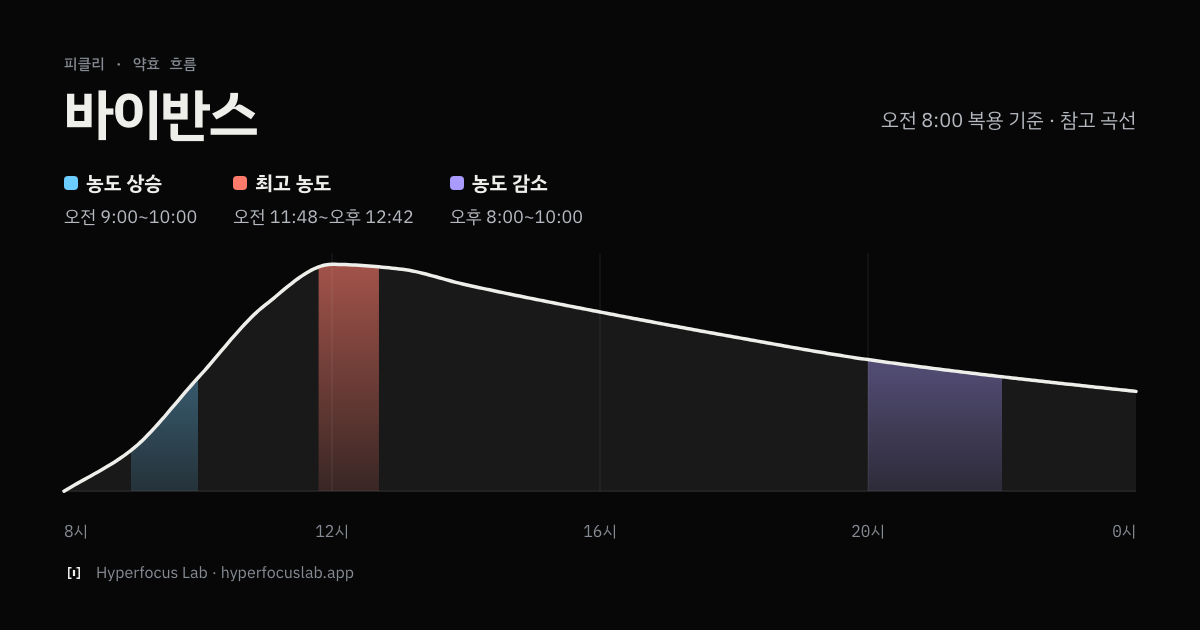 피클리 · 약효 흐름
바이반스
오전 8:00 복용 기준 · 참고 곡선
농도 상승
오전 9:00~10:00
최고 농도
오전 11:48~오후 12:42
농도 감소
오후 8:00~10:00
8시
12시
16시
20시
0시
Hyperfocus Lab · hyperfocuslab.app